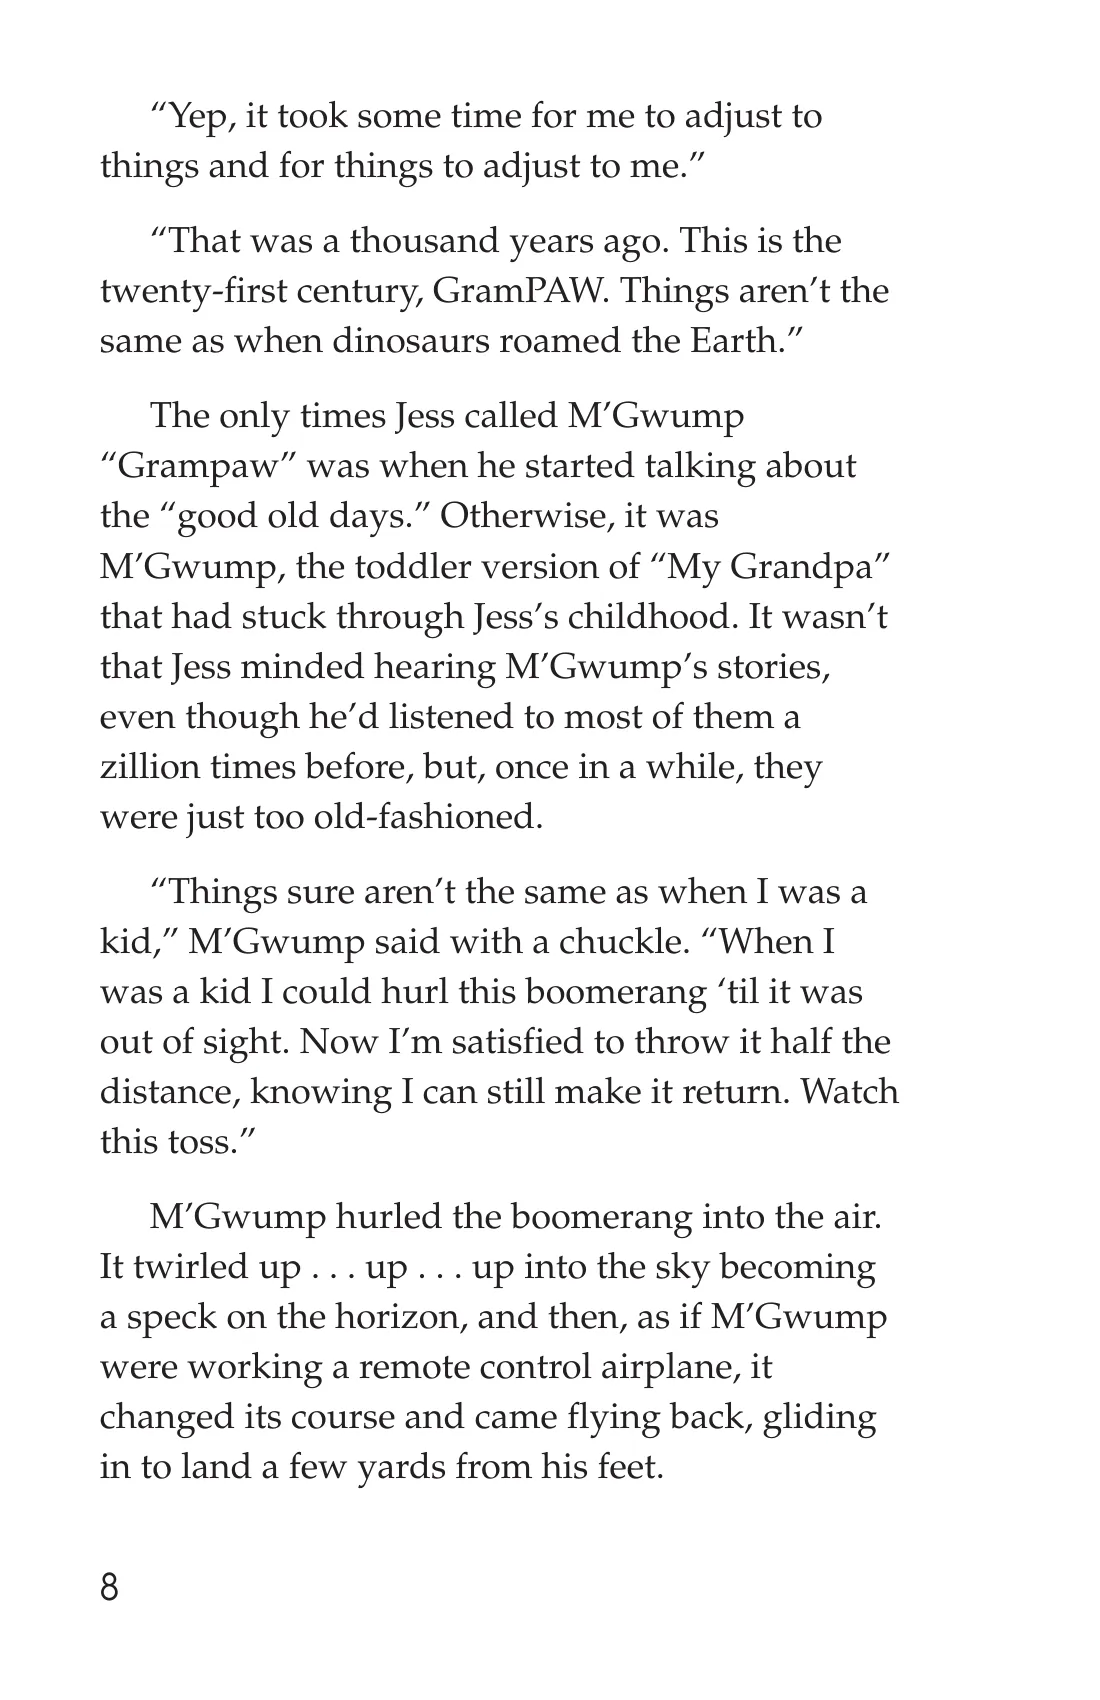 “Yep, it took some time for me to adjust to
things and for things to adjust to me.”
“That was a thousand years ago. This is the
twenty-first century, GramPAW. Things aren’t the
same as when dinosaurs roamed the Earth.”
The only times Jess called M’Gwump
“Grampaw” was when he started talking about
the “good old days.” Otherwise, it was
M’Gwump, the toddler version of “My Grandpa”
that had stuck through Jess’s childhood. It wasn’t
that Jess minded hearing M’Gwump’s stories,
even though he’d listened to most of them a
zillion times before, but, once in a while, they
were just too old-fashioned.
“Things sure aren’t the same as when I was a
kid,” M’Gwump said with a chuckle. “When I
was a kid I could hurl this boomerang ‘til it was
out of sight. Now I’m satisfied to throw it half the
distance, knowing I can still make it return. Watch
this toss.”
M’Gwump hurled the boomerang into the air.
It twirled up . . . up . . . up into the sky becoming
a speck on the horizon, and then, as if M’Gwump
were working a remote control airplane, it
changed its course and came flying back, gliding
in to land a few yards from his feet.
8